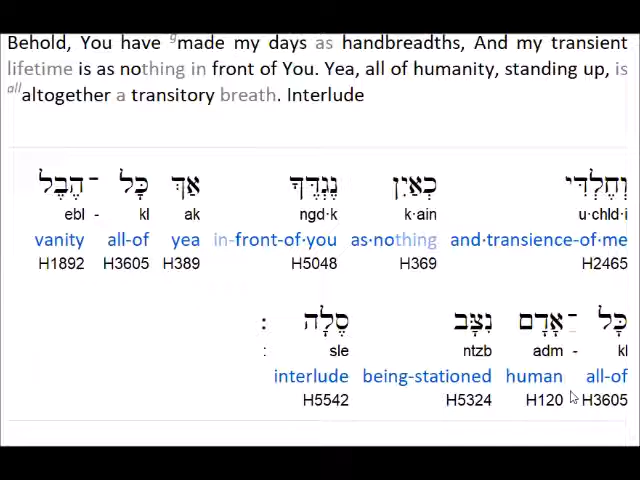 Behold, You have g made my days as handbreadths, And my transient
lifetime is as nothing in front of You. Yea, all of humanity, standing up, is
all altogether a transitory breath. Interlude
וְחֶלְדִּי כְאַיִן נֶגְדֶּךָ אַךְ כָּל־הֶבֶל
ebl - kl ak ngd·k k·ain u·chld·i
vanity all-of yea in-front-of·you as·nothing and·transience-of·me
H1892 H3605 H389 H5048 H369 H2465
כָּל־אָדָם נִצָּב סֶלָה :
: sle ntzb adm - kl
interlude being-stationed human all-of
H5542 H5324 H120 H3605